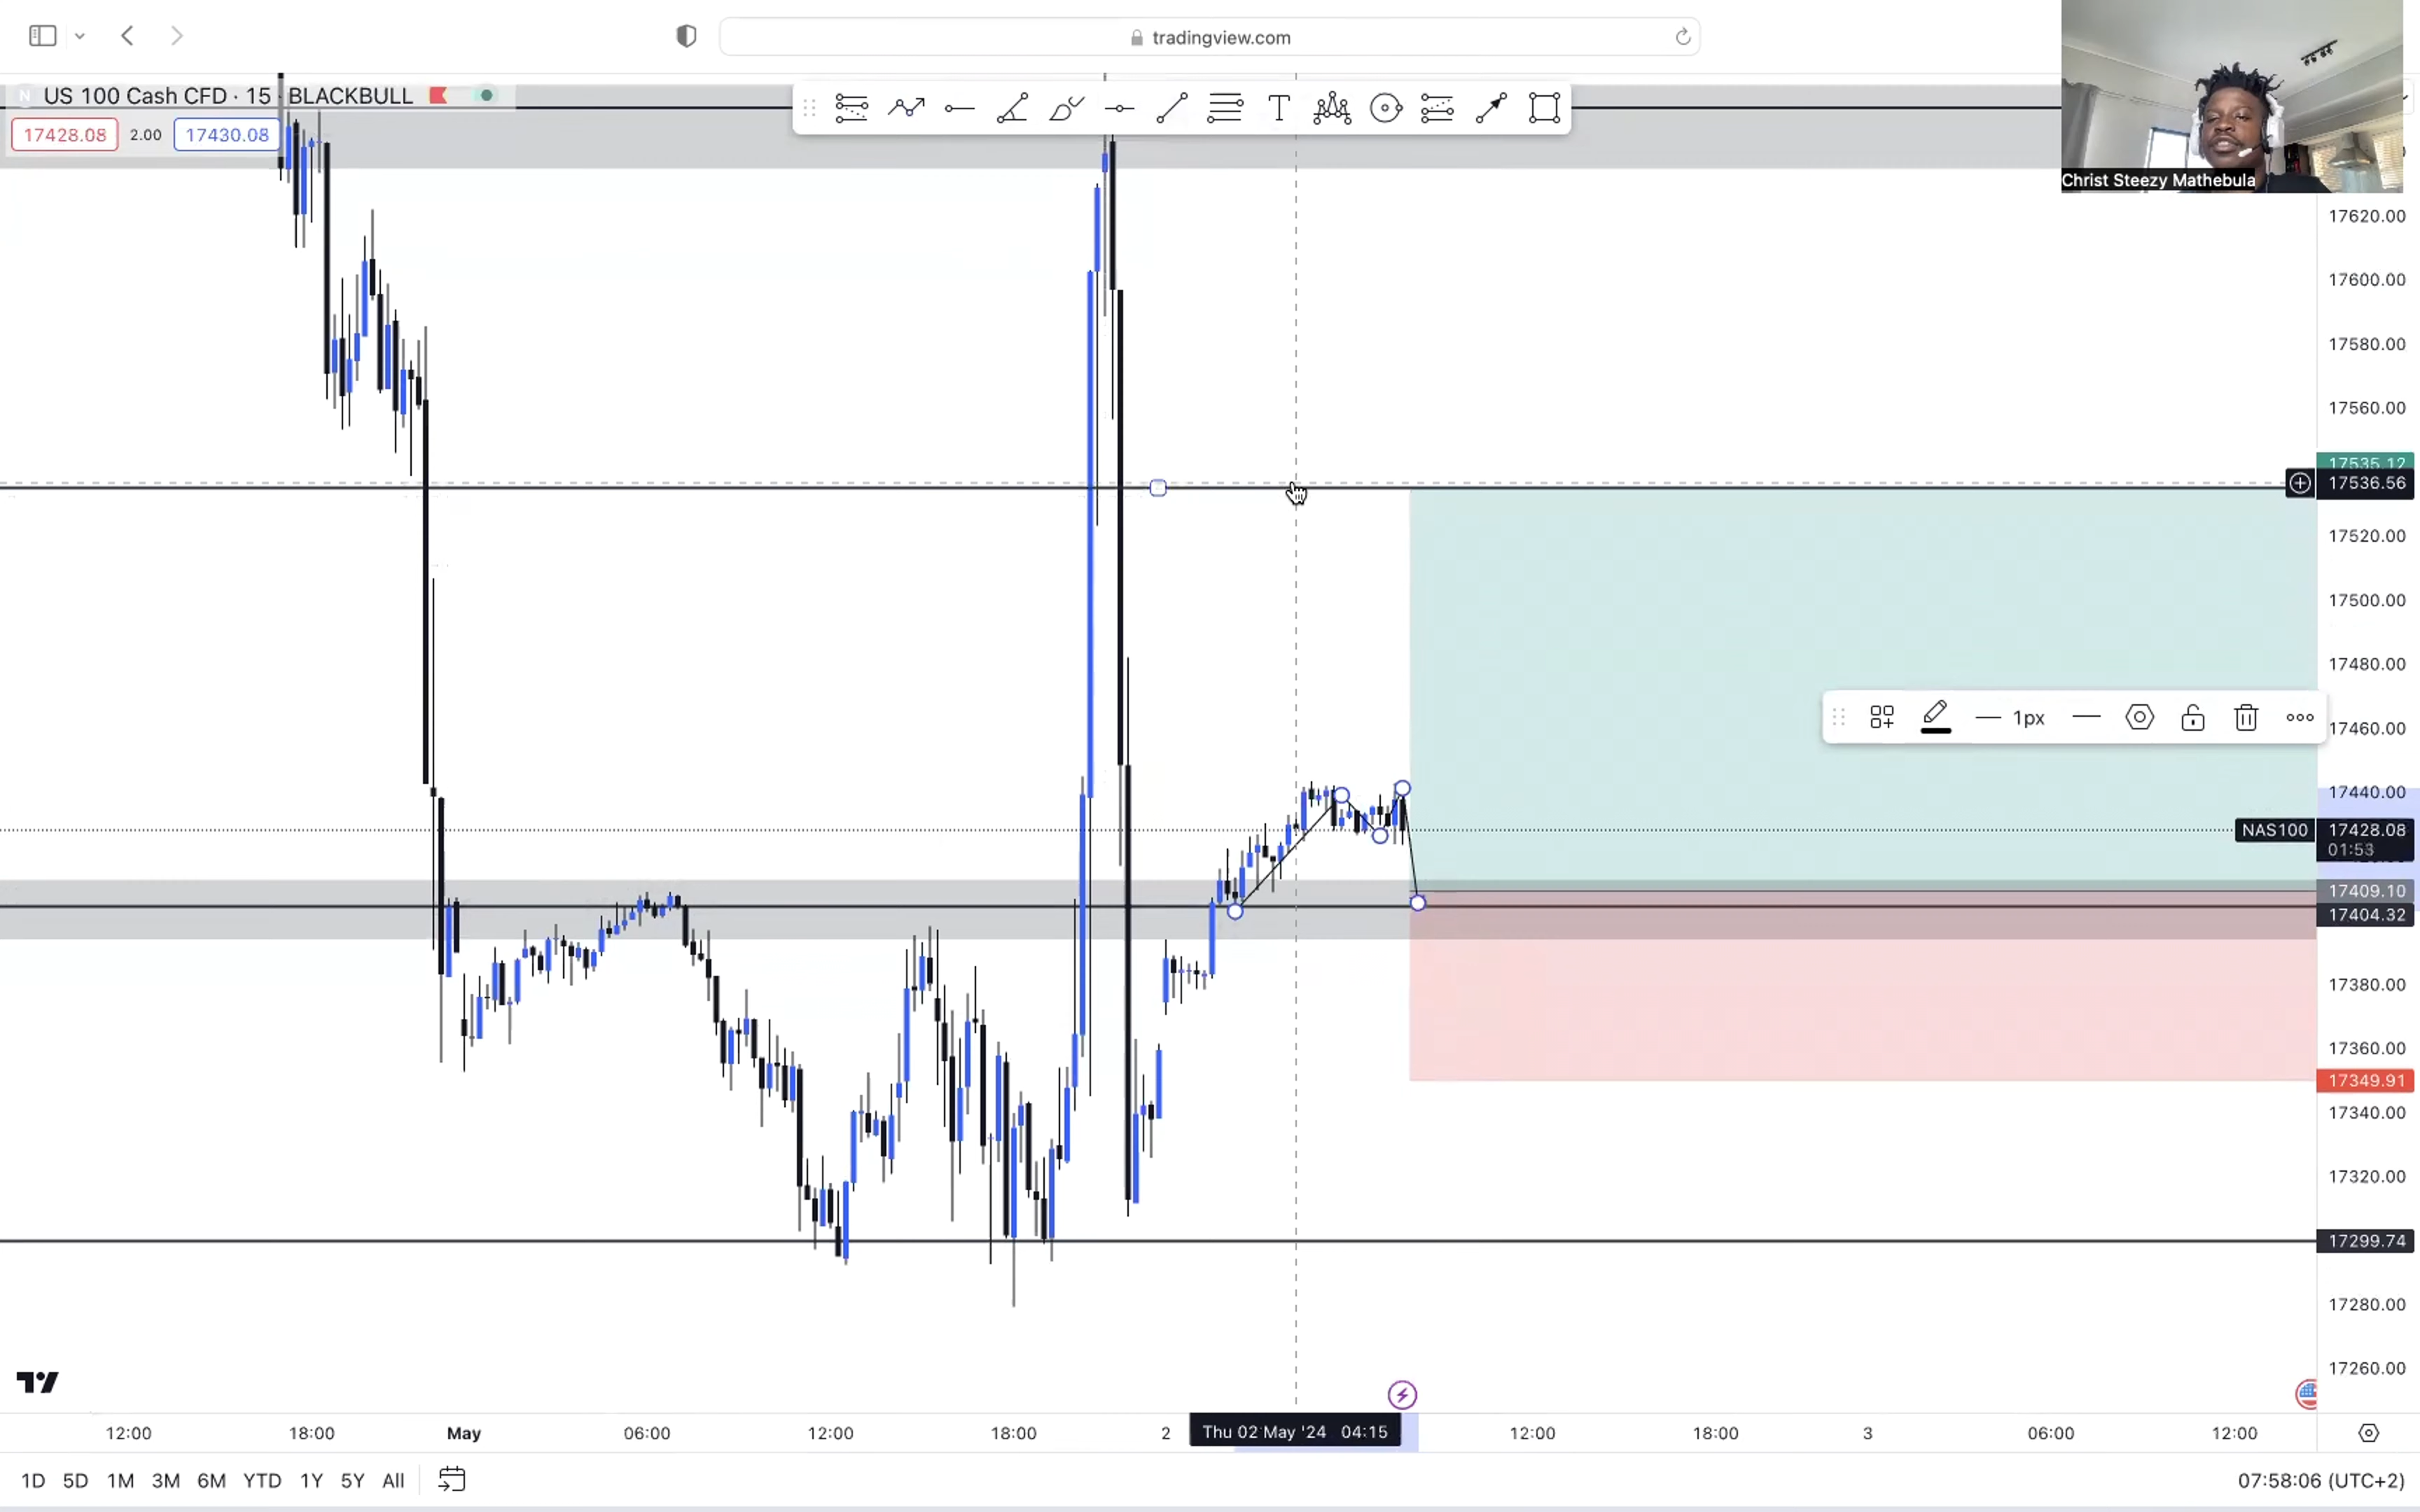 tradingview.com
US 100 Cash CFD · 15 · BLACKBULL
17428.08 2.00 17430.08
Christ Steezy Mathebula
17620.00
17600.00
17580.00
17560.00
17535.12
17536.56
17520.00
17500.00
17480.00
1px
17460.00
17440.00
NAS100 17428.08
01:53
17409.10
17404.32
17380.00
17360.00
17349.91
17340.00
17320.00
17299.74
17280.00
17260.00
12:00 18:00 May 06:00 12:00 18:00 2 Thu 02 May '24 04:15 12:00 18:00 3 06:00 12:00
1D 5D 1M 3M 6M YTD 1Y 5Y All 07:58:06 (UTC+2)